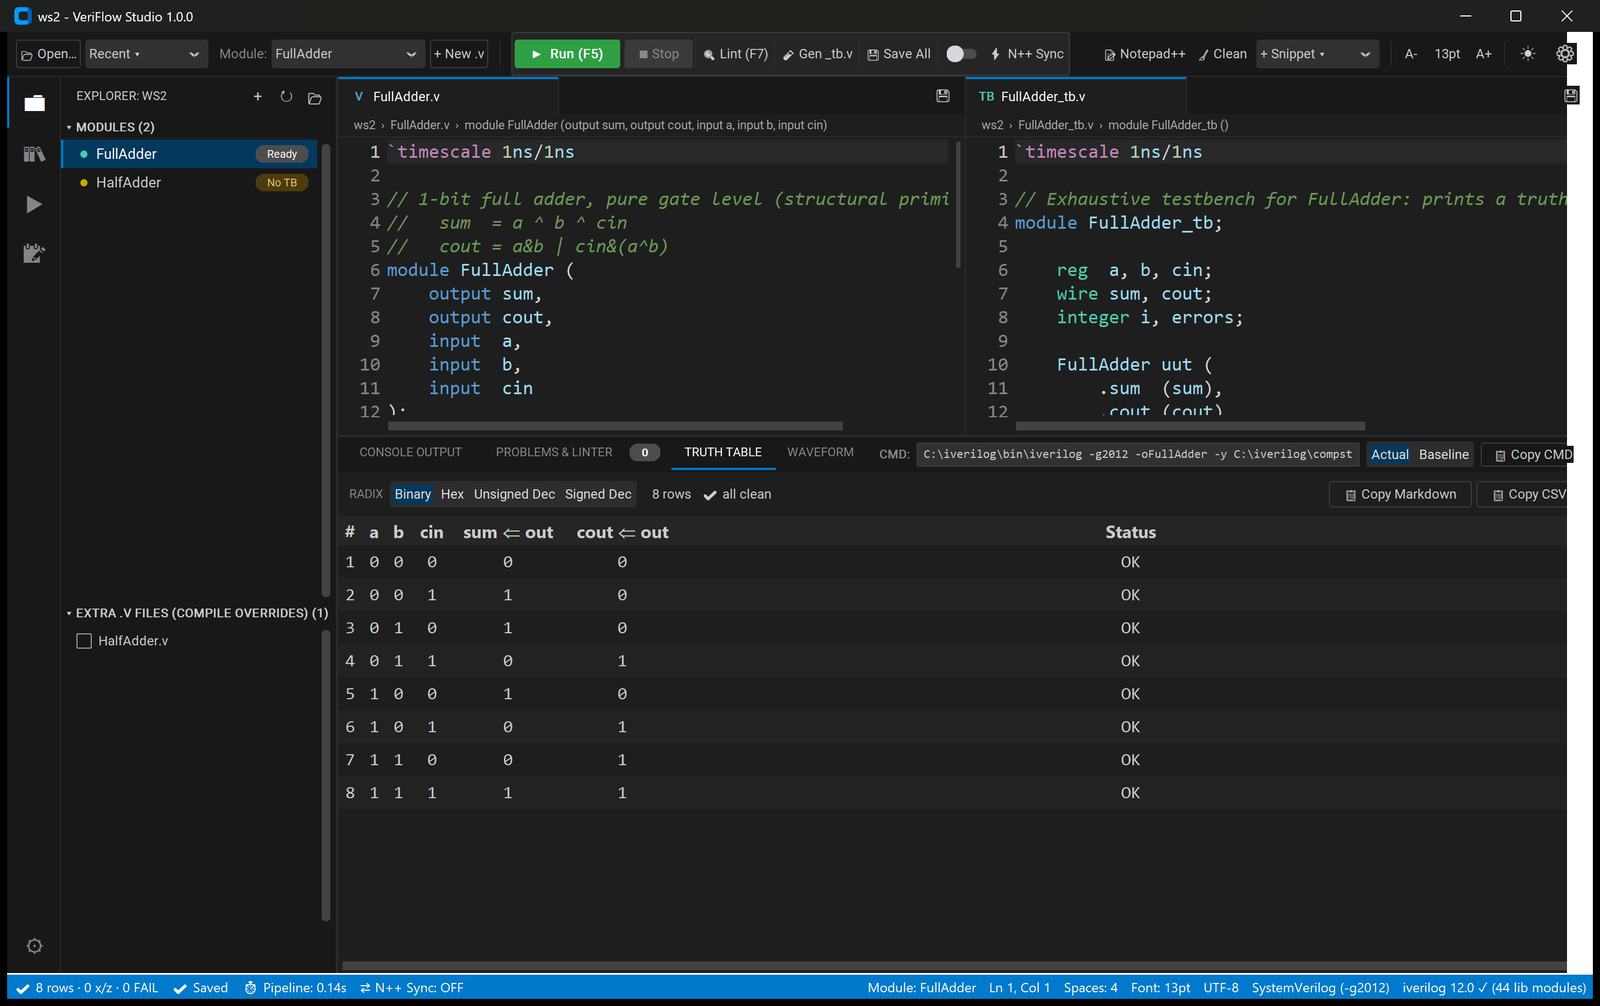 ws2 - VeriFlow Studio 1.0.0
Open... Recent ▾ Module: FullAdder + New .v Run (F5) Stop Lint (F7) Gen _tb.v Save All N++ Sync Notepad++ Clean + Snippet ▾ A- 13pt A+
EXPLORER: WS2 +
MODULES (2)
FullAdder Ready
HalfAdder No TB
EXTRA .V FILES (COMPILE OVERRIDES) (1)
HalfAdder.v
V FullAdder.v
ws2 › FullAdder.v › module FullAdder (output sum, output cout, input a, input b, input cin)
1 `timescale 1ns/1ns
2
3 // 1-bit full adder, pure gate level (structural primi
4 //   sum  = a ^ b ^ cin
5 //   cout = a&b | cin&(a^b)
6 module FullAdder (
7     output sum,
8     output cout,
9     input  a,
10     input  b,
11     input  cin
12 );
TB FullAdder_tb.v
ws2 › FullAdder_tb.v › module FullAdder_tb ()
1 `timescale 1ns/1ns
2
3 // Exhaustive testbench for FullAdder: prints a truth
4 module FullAdder_tb;
5
6     reg  a, b, cin;
7     wire sum, cout;
8     integer i, errors;
9
10     FullAdder uut (
11         .sum  (sum),
12         .cout (cout)
CONSOLE OUTPUT PROBLEMS & LINTER 0 TRUTH TABLE WAVEFORM CMD: C:\iverilog\bin\iverilog -g2012 -oFullAdder -y C:\iverilog\compst Actual Baseline Copy CMD
RADIX Binary Hex Unsigned Dec Signed Dec 8 rows ✓ all clean Copy Markdown Copy CSV
# a b cin sum ⇐ out cout ⇐ out Status
1 0 0 0 0 0 OK
2 0 0 1 1 0 OK
3 0 1 0 1 0 OK
4 0 1 1 0 1 OK
5 1 0 0 1 0 OK
6 1 0 1 0 1 OK
7 1 1 0 0 1 OK
8 1 1 1 1 1 OK
✓ 8 rows · 0 x/z · 0 FAIL ✓ Saved Pipeline: 0.14s ⇄ N++ Sync: OFF Module: FullAdder Ln 1, Col 1 Spaces: 4 Font: 13pt UTF-8 SystemVerilog (-g2012) iverilog 12.0 ✓ (44 lib modules)